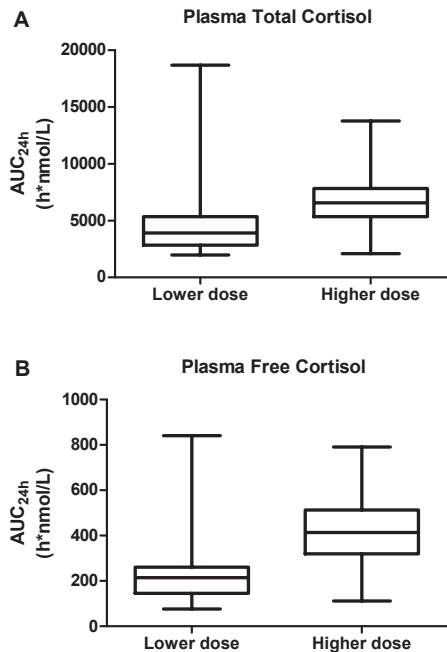 A
Plasma Total Cortisol
AUC24h
(h*nmol/L)
20000
15000
10000
5000
0
Lower dose
Higher dose
B
Plasma Free Cortisol
AUC24h
(h*nmol/L)
1000
800
600
400
200
0
Lower dose
Higher dose